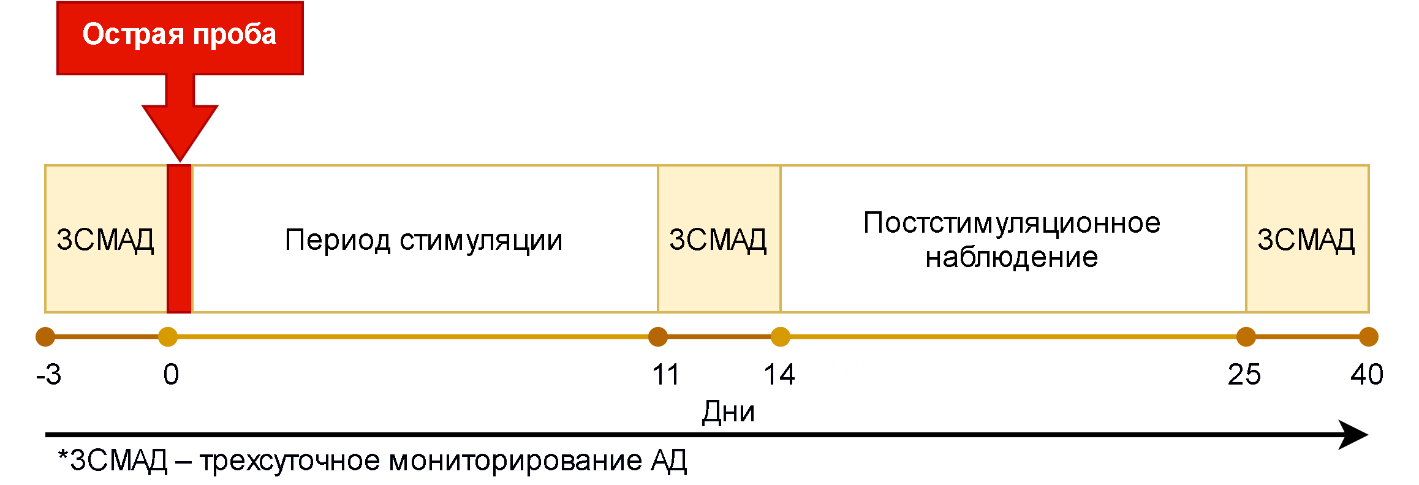 Острая проба
3СМАД
Период стимуляции
3СМАД
Постстимуляционное
наблюдение
3СМАД
-3 0 11 14 25 40
Дни
*3СМАД – трехсуточное мониторирование АД